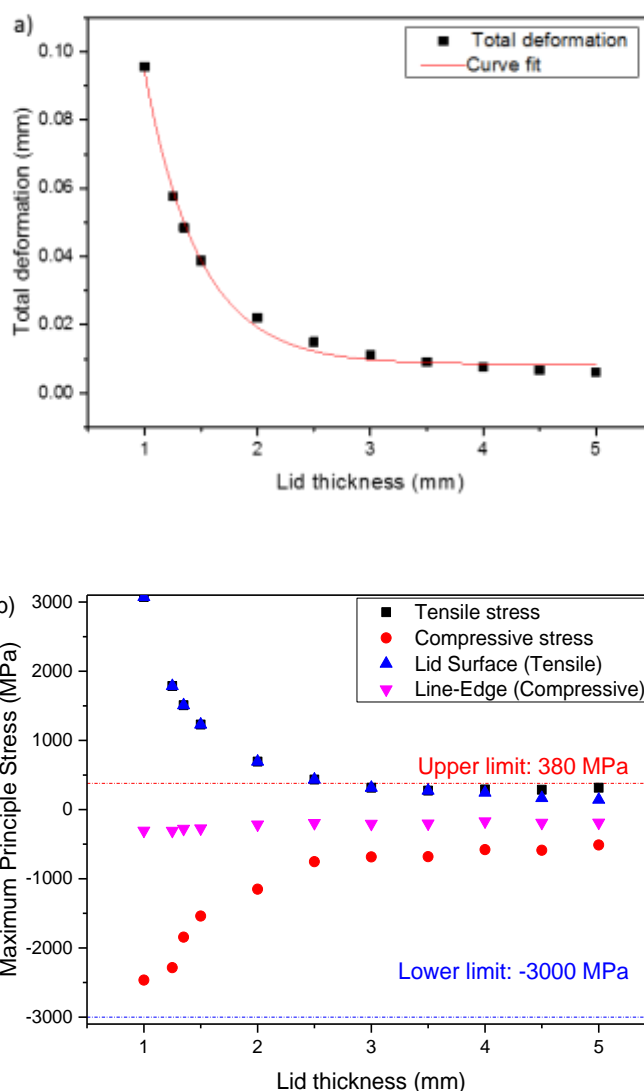 a)
Total deformation
Curve fit
0.10
0.08
0.06
0.04
0.02
0.00
Total deformation (mm)
1 2 3 4 5
Lid thickness (mm)
Tensile stress
Compressive stress
Lid Surface (Tensile)
Line-Edge (Compressive)
3000
2000
1000
0
-1000
-2000
-3000
Maximum Principle Stress (MPa)
Upper limit: 380 MPa
Lower limit: -3000 MPa
1 2 3 4 5
Lid thickness (mm)